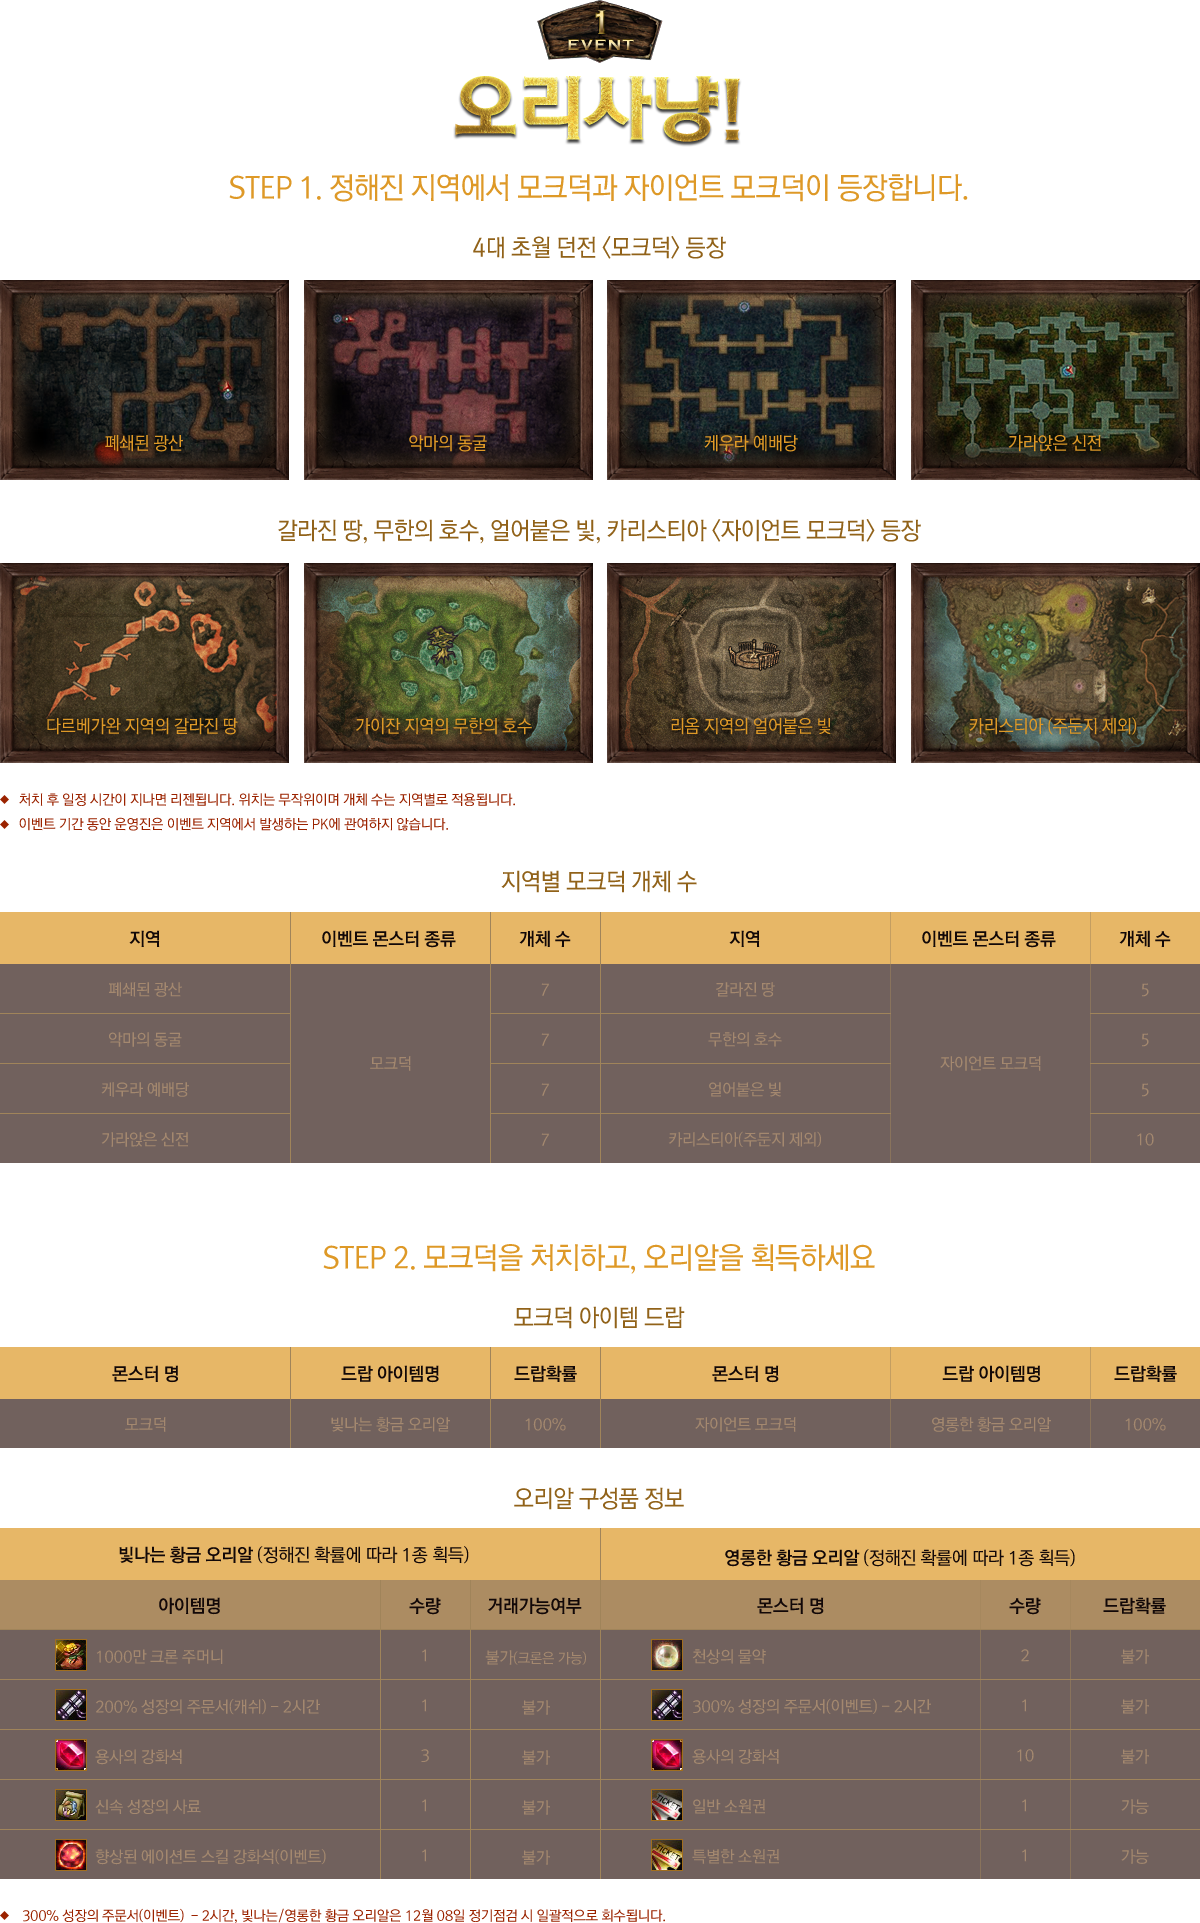 1
EVENT
오리사냥!
STEP 1. 정해진 지역에서 모크덕과 자이언트 모크덕이 등장합니다.
4대 초월 던전 〈모크덕〉 등장
폐쇄된 광산
악마의 동굴
케우라 예배당
가라앉은 신전
갈라진 땅, 무한의 호수, 얼어붙은 빛, 카리스티아 〈자이언트 모크덕〉 등장
다르베가완 지역의 갈라진 땅
가이잔 지역의 무한의 호수
리옴 지역의 얼어붙은 빛
카리스티아 (주둔지 제외)
◆ 처치 후 일정 시간이 지나면 리젠됩니다. 위치는 무작위이며 개체 수는 지역별로 적용됩니다.
◆ 이벤트 기간 동안 운영진은 이벤트 지역에서 발생하는 PK에 관여하지 않습니다.
지역별 모크덕 개체 수
지역 이벤트 몬스터 종류 개체 수 지역 이벤트 몬스터 종류 개체 수
폐쇄된 광산 7 갈라진 땅 5
악마의 동굴 7 무한의 호수 5
모크덕 자이언트 모크덕
케우라 예배당 7 얼어붙은 빛 5
가라앉은 신전 7 카리스티아(주둔지 제외) 10
STEP 2. 모크덕을 처치하고, 오리알을 획득하세요
모크덕 아이템 드랍
몬스터 명 드랍 아이템명 드랍확률 몬스터 명 드랍 아이템명 드랍확률
모크덕 빛나는 황금 오리알 100% 자이언트 모크덕 영롱한 황금 오리알 100%
오리알 구성품 정보
빛나는 황금 오리알 (정해진 확률에 따라 1종 획득) 영롱한 황금 오리알 (정해진 확률에 따라 1종 획득)
아이템명 수량 거래가능여부 몬스터 명 수량 드랍확률
1000만 크론 주머니 1 불가(크론은 가능) 천상의 물약 2 불가
200% 성장의 주문서(캐쉬) - 2시간 1 불가 300% 성장의 주문서(이벤트) - 2시간 1 불가
용사의 강화석 3 불가 용사의 강화석 10 불가
신속 성장의 사료 1 불가 TICKET 일반 소원권 1 가능
향상된 에이션트 스킬 강화석(이벤트) 1 불가 TICKET 특별한 소원권 1 가능
◆ 300% 성장의 주문서(이벤트) - 2시간, 빛나는/영롱한 황금 오리알은 12월 08일 정기점검 시 일괄적으로 회수됩니다.